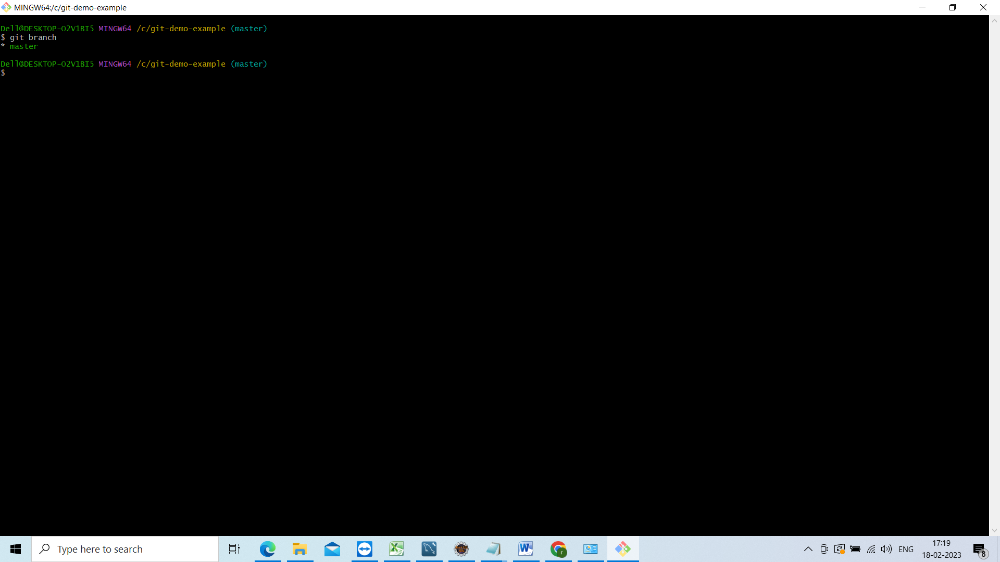 MINGW64:/c/git-demo-example
Dell@DESKTOP-O2V1BI5 MINGW64 /c/git-demo-example (master)
$ git branch
* master
Dell@DESKTOP-O2V1BI5 MINGW64 /c/git-demo-example (master)
$
Type here to search
ENG
17:19
18-02-2023
8